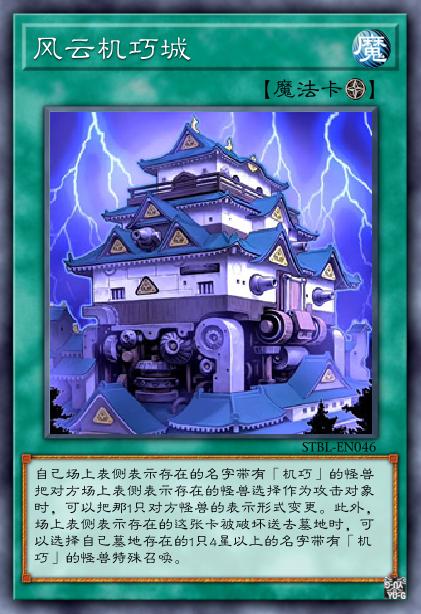 风云机巧城
魔
【魔法卡】
STBL-EN046
自己场上表侧表示存在的名字带有「机巧」的怪兽
把对方场上表侧表示存在的怪兽选择作为攻击对象
时，可以把那1只对方怪兽的表示形式变更。此外，
场上表侧表示存在的这张卡被破坏送去墓地时，可
以选择自己墓地存在的1只4星以上的名字带有「机
巧」的怪兽特殊召唤。